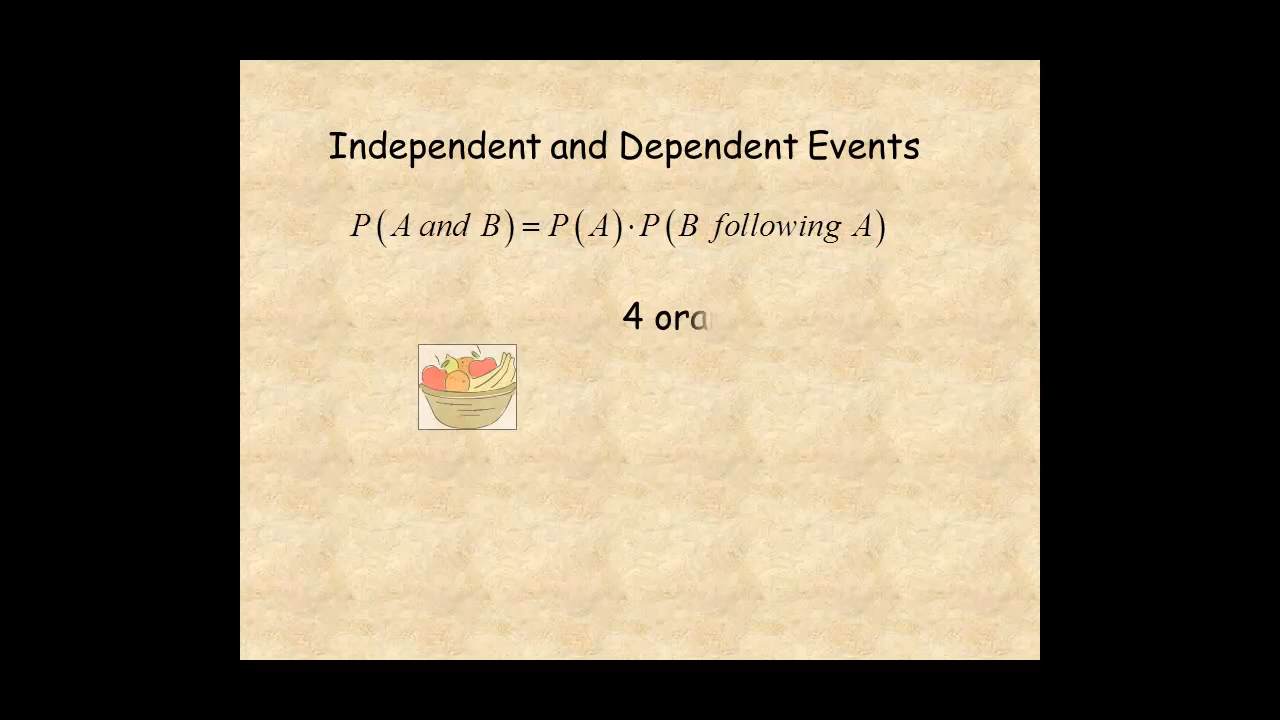 Independent and Dependent Events
P(A and B) = P(A) · P(B following A)
4 ora